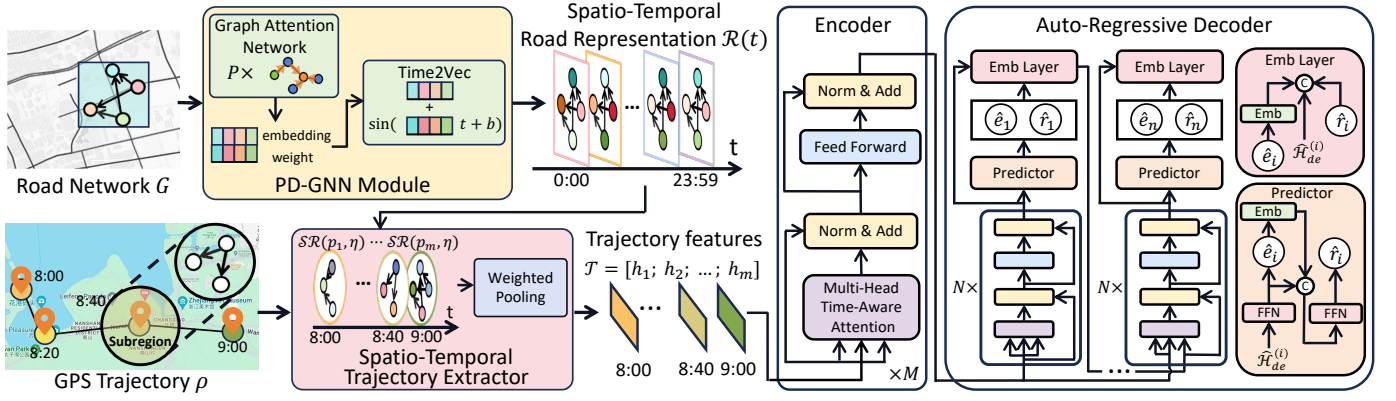 Graph Attention
Network
P×
embedding
weight
Time2Vec
+
sin( t + b)
PD-GNN Module
Road Network G
Spatio-Temporal
Road Representation ℛ(t)
...
t
0:00 23:59
8:00
8:20
8:40
Subregion
9:00
GPS Trajectory ρ
𝒮ℛ(p₁, η) ⋯ 𝒮ℛ(pₘ, η)
...
t
8:00 8:40 9:00
Weighted
Pooling
Spatio-Temporal
Trajectory Extractor
Trajectory features
𝒯 = [h₁; h₂; …; hₘ]
...
8:00 8:40 9:00
Encoder
Norm & Add
Feed Forward
Norm & Add
Multi-Head
Time-Aware
Attention
×M
Auto-Regressive Decoder
Emb Layer
ê₁ r̂₁
Predictor
N×
...
Emb Layer
êₙ r̂ₙ
Predictor
N×
...
Emb Layer
C
Emb
êᵢ
Ĥ_de^(i)
r̂ᵢ
Predictor
Emb
êᵢ
r̂ᵢ
C
FFN
FFN
Ĥ_de^(i)